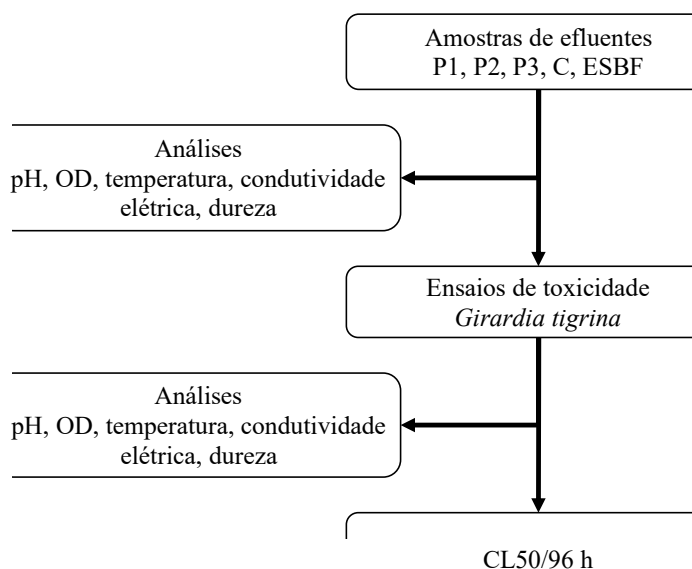 Amostras de efluentes
P1, P2, P3, C, ESBF
Análises
pH, OD, temperatura, condutividade
elétrica, dureza
Ensaios de toxicidade
Girardia tigrina
Análises
pH, OD, temperatura, condutividade
elétrica, dureza
CL50/96 h